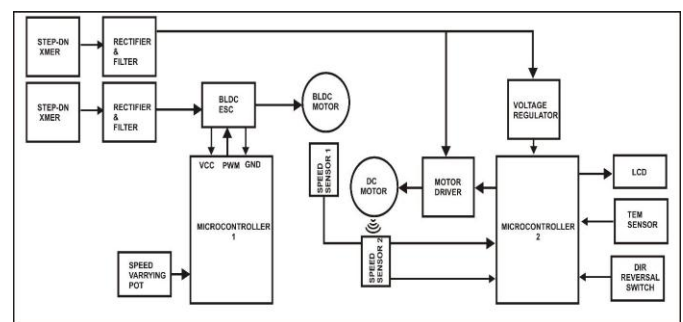 STEP-DN
XMER
RECTIFIER
&
FILTER
STEP-DN
XMER
RECTIFIER
&
FILTER
BLDC
ESC
BLDC
MOTOR
VOLTAGE
REGULATOR
VCC PWM GND
MICROCONTROLLER
1
SPEED
VARRYING
POT
SPEED
SENSOR 1
DC
MOTOR
MOTOR
DRIVER
SPEED
SENSOR 2
MICROCONTROLLER
2
LCD
TEM
SENSOR
DIR
REVERSAL
SWITCH